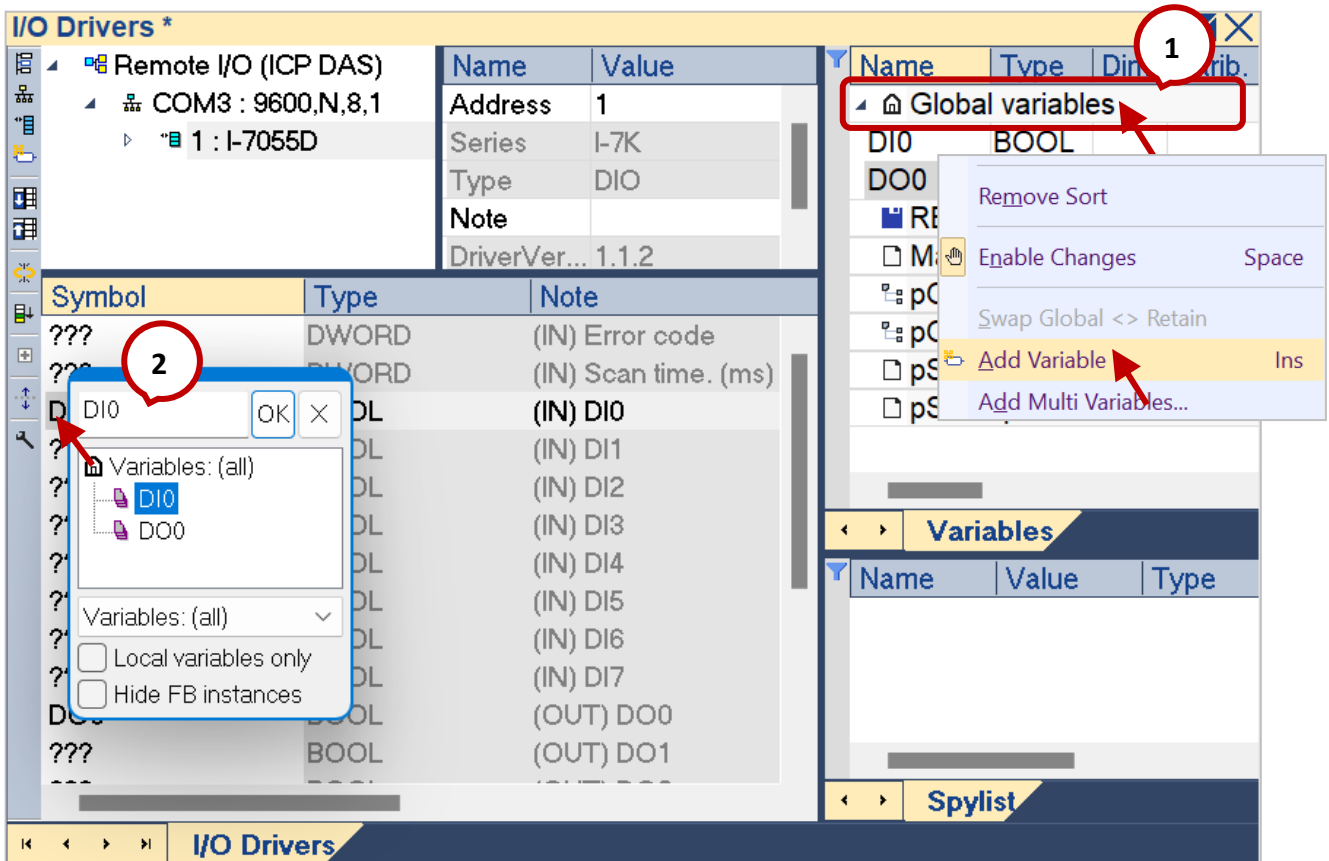 I/O Drivers *
Remote I/O (ICP DAS)
COM3 : 9600,N,8,1
1 : I-7055D
Name Value
Address 1
Series I-7K
Type DIO
Note
DriverVer... 1.1.2
Name Type
1
Global variables
DI0 BOOL
DO0
Remove Sort
Enable Changes Space
Swap Global <> Retain
Add Variable Ins
Add Multi Variables...
Variables
Symbol Type Note
??? DWORD (IN) Error code
??? DWORD (IN) Scan time. (ms)
2
(IN) DI0
(IN) DI1
(IN) DI2
(IN) DI3
(IN) DI4
(IN) DI5
(IN) DI6
(IN) DI7
DO0 BOOL (OUT) DO0
??? BOOL (OUT) DO1
DI0 OK
Variables: (all)
DI0
DO0
Variables: (all)
Local variables only
Hide FB instances
Name Value Type
Spylist
I/O Drivers